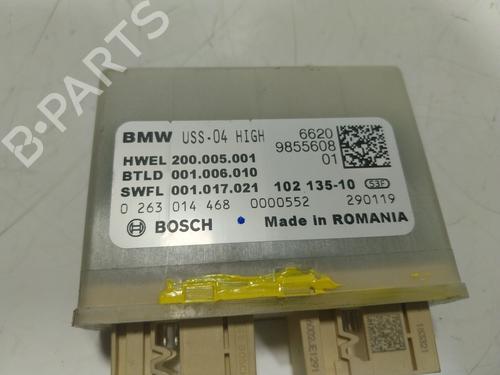 BMW USS-04 HIGH 6620
9855608
HWEL 200.005.001 01
BTLD 001.006.010
SWFL 001.017.021 102 135-10 S3F
0 263 014 468 0000552 290119
BOSCH Made in ROMANIA
B-PARTS